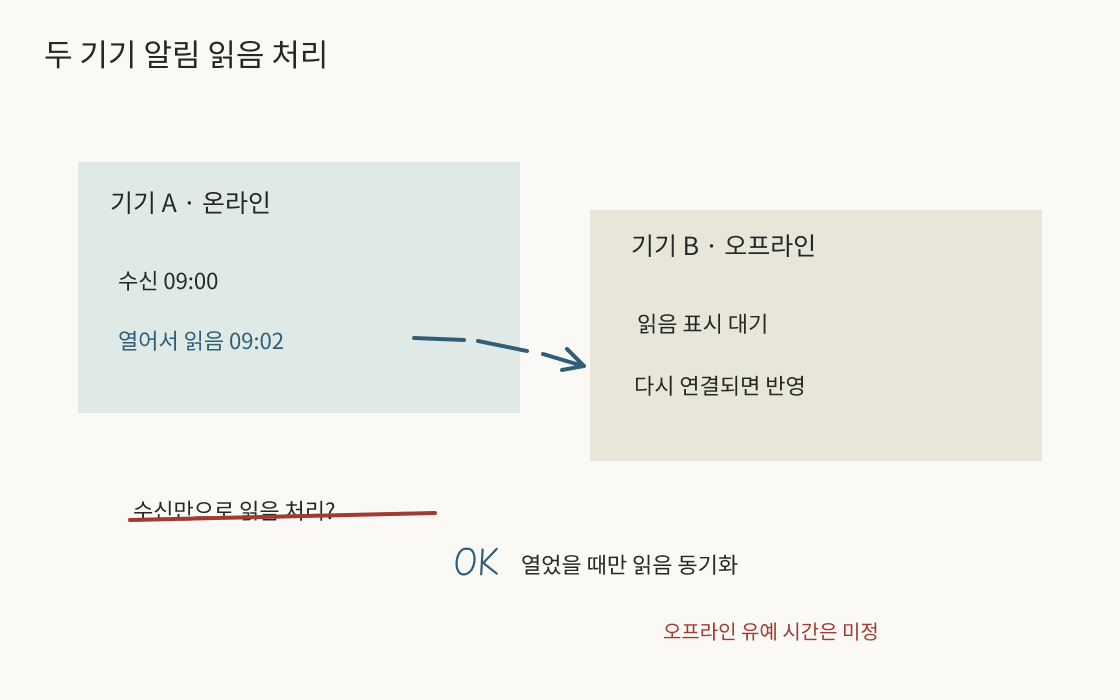 두 기기 알림 읽음 처리
기기 A · 온라인
수신 09:00
열어서 읽음 09:02
기기 B · 오프라인
읽음 표시 대기
다시 연결되면 반영
수신만으로 읽음 처리?
OK 열었을 때만 읽음 동기화
오프라인 유예 시간은 미정